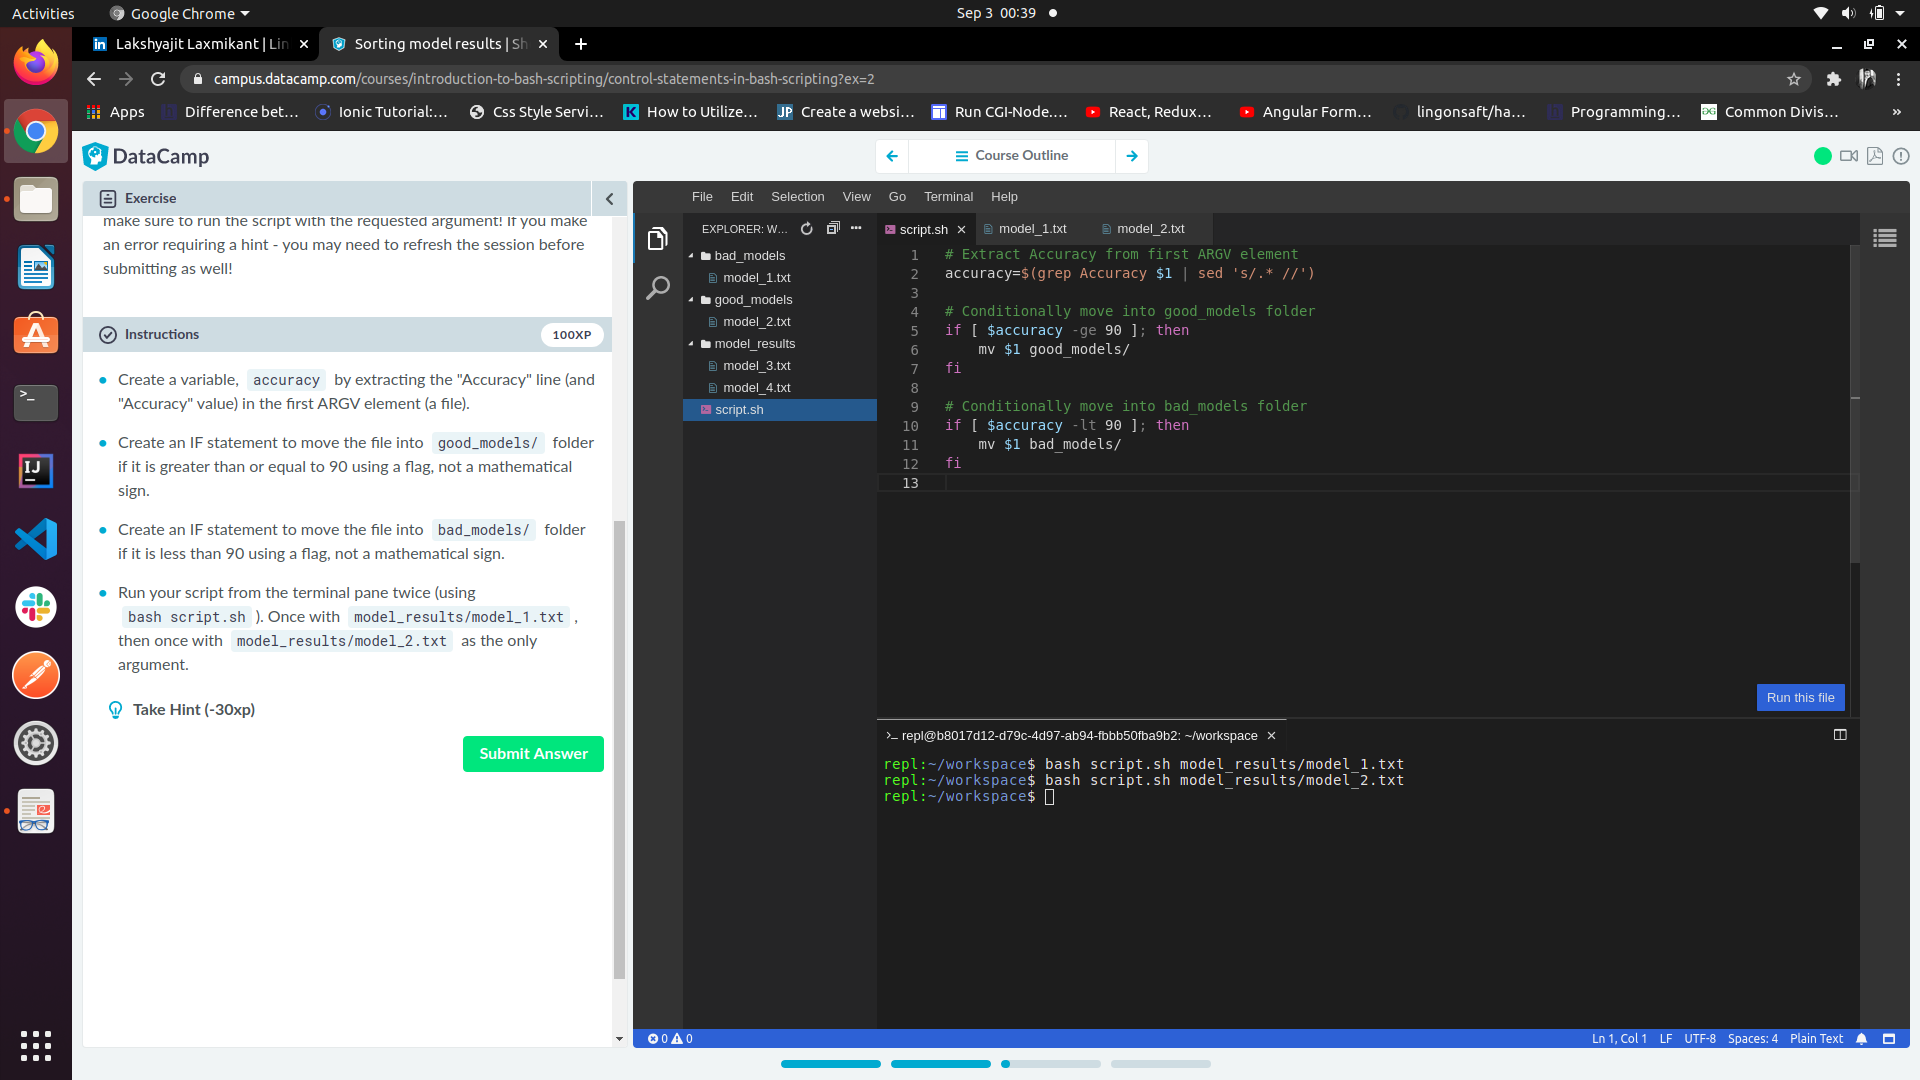 Activities
Google Chrome
Sep 3 00:39
Lakshyajit Laxmikant | Lin
Sorting model results | Sh
campus.datacamp.com/courses/introduction-to-bash-scripting/control-statements-in-bash-scripting?ex=2
Apps
Difference bet...
Ionic Tutorial:...
Css Style Servi...
How to Utilize...
Create a websi...
Run CGI-Node....
React, Redux...
Angular Form...
lingonsaft/ha...
Programming...
Common Divis...
»
DataCamp
Course Outline
Exercise
make sure to run the script with the requested argument! If you make
an error requiring a hint - you may need to refresh the session before
submitting as well!
Instructions
100XP
Create a variable, accuracy by extracting the "Accuracy" line (and
"Accuracy" value) in the first ARGV element (a file).
Create an IF statement to move the file into good_models/ folder
if it is greater than or equal to 90 using a flag, not a mathematical
sign.
Create an IF statement to move the file into bad_models/ folder
if it is less than 90 using a flag, not a mathematical sign.
Run your script from the terminal pane twice (using
bash script.sh ). Once with model_results/model_1.txt ,
then once with model_results/model_2.txt as the only
argument.
Take Hint (-30xp)
Submit Answer
File Edit Selection View Go Terminal Help
EXPLORER: W...
bad_models
model_1.txt
good_models
model_2.txt
model_results
model_3.txt
model_4.txt
script.sh
script.sh
model_1.txt
model_2.txt
1 # Extract Accuracy from first ARGV element
2 accuracy=$(grep Accuracy $1 | sed 's/.* //')
3
4 # Conditionally move into good_models folder
5 if [ $accuracy -ge 90 ]; then
6     mv $1 good_models/
7 fi
8
9 # Conditionally move into bad_models folder
10 if [ $accuracy -lt 90 ]; then
11     mv $1 bad_models/
12 fi
13
Run this file
repl@b8017d12-d79c-4d97-ab94-fbbb50fba9b2: ~/workspace
repl:~/workspace$ bash script.sh model_results/model_1.txt
repl:~/workspace$ bash script.sh model_results/model_2.txt
repl:~/workspace$
0 0
Ln 1, Col 1 LF UTF-8 Spaces: 4 Plain Text